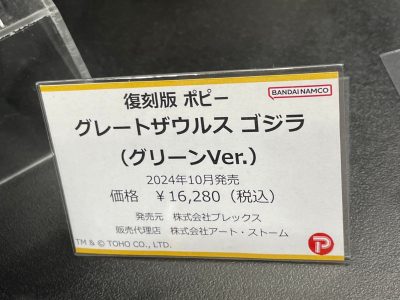 BANDAI NAMCO
復刻版 ポピー
グレートザウルス ゴジラ
（グリーンVer.）
2024年10月発売
価格　￥16,280（税込）
発売元　株式会社プレックス
販売代理店　株式会社アート・ストーム
TM & © TOHO CO., LTD.